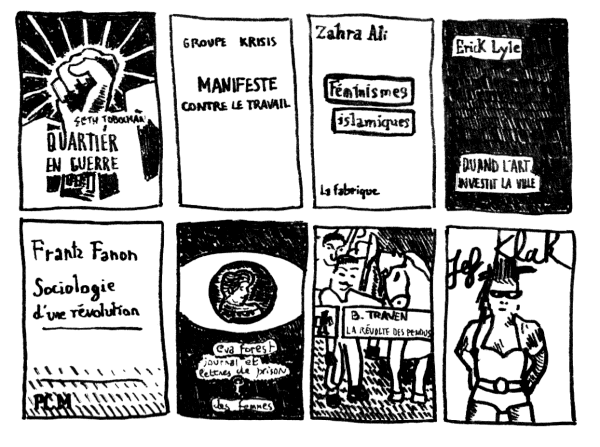 SETH TOBOCMAN
QUARTIER
EN GUERRE
GROUPE KRISIS
MANIFESTE
CONTRE LE TRAVAIL
Zahra Ali
Féminismes
islamiques
La fabrique
Erick Lyle
QUAND L'ART
INVESTIT LA VILLE
Frantz Fanon
Sociologie
d'une révolution
PCM
eva forest
journal et
lettres de prison
des femmes
B. TRAVEN
LA RÉVOLTE DES PENDUS
Jef Klak